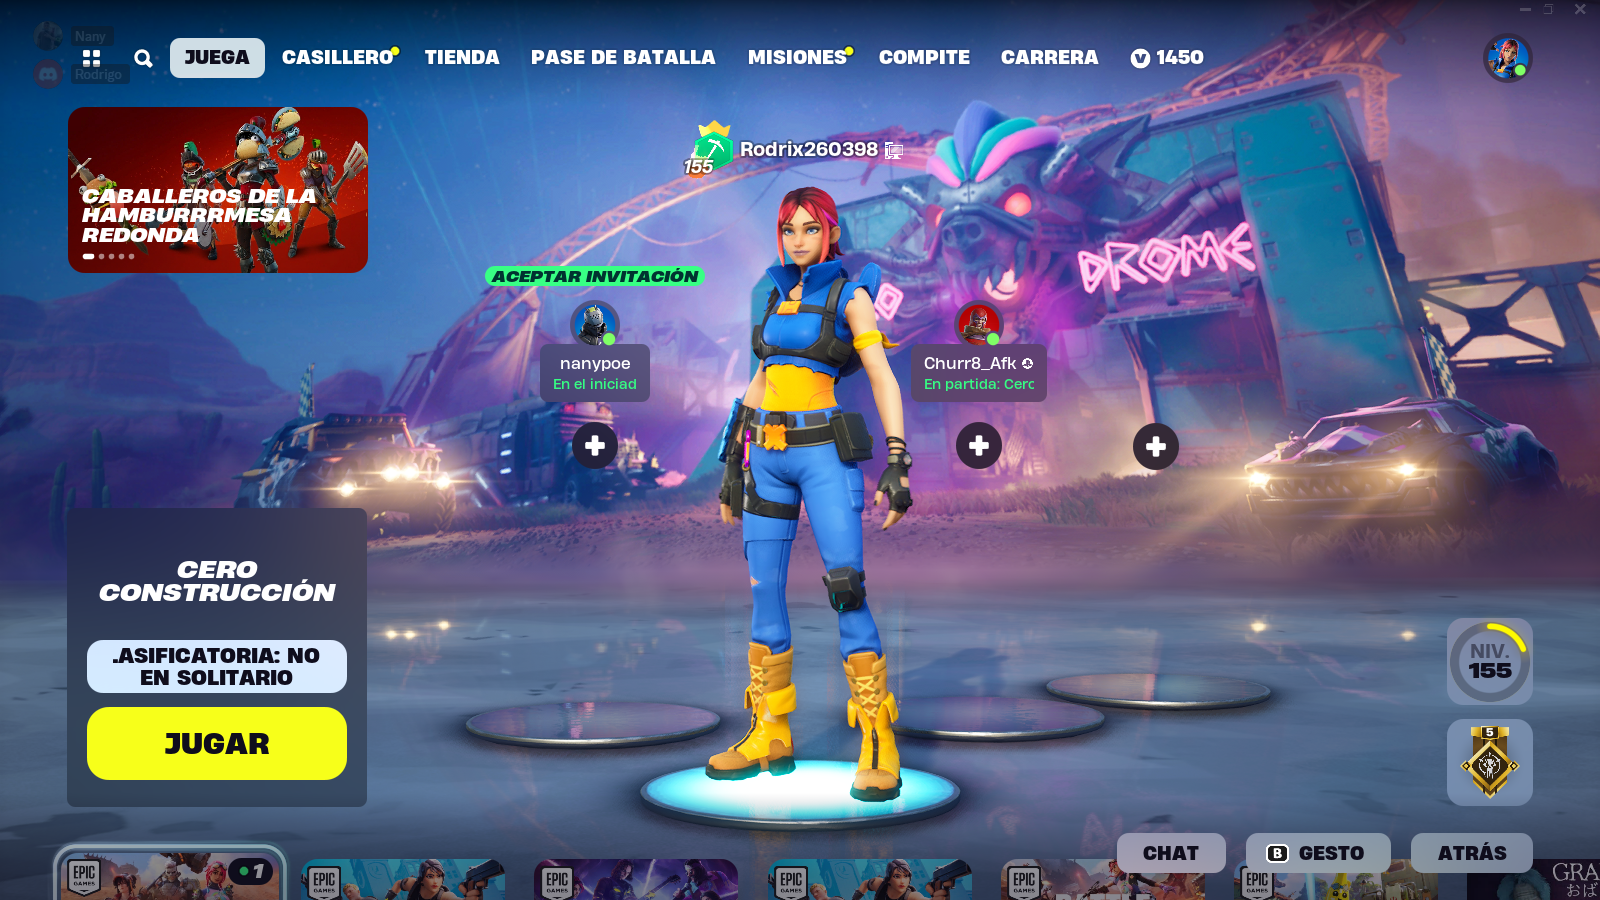 Nany
Rodrigo
JUEGA
CASILLERO
TIENDA
PASE DE BATALLA
MISIONES
COMPITE
CARRERA
1450
CABALLEROS DE LA
HAMBURRRMESA
REDONDA
155
Rodrix260398
DROME
ACEPTAR INVITACIÓN
nanypoe
En el iniciad
Churr8_Afk
En partida: Cerc
CERO
CONSTRUCCIÓN
.ASIFICATORIA: NO
EN SOLITARIO
JUGAR
NIV.
155
5
CHAT
B GESTO
ATRÁS
EPIC
GAMES
1
EPIC
GAMES
EPIC
GAMES
EPIC
GAMES
EPIC
GAMES
EPIC
GAMES
GRA
おば